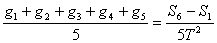 (g₁ + g₂ + g₃ + g₄ + g₅)/5 = (S₆ − S₁)/(5T²)